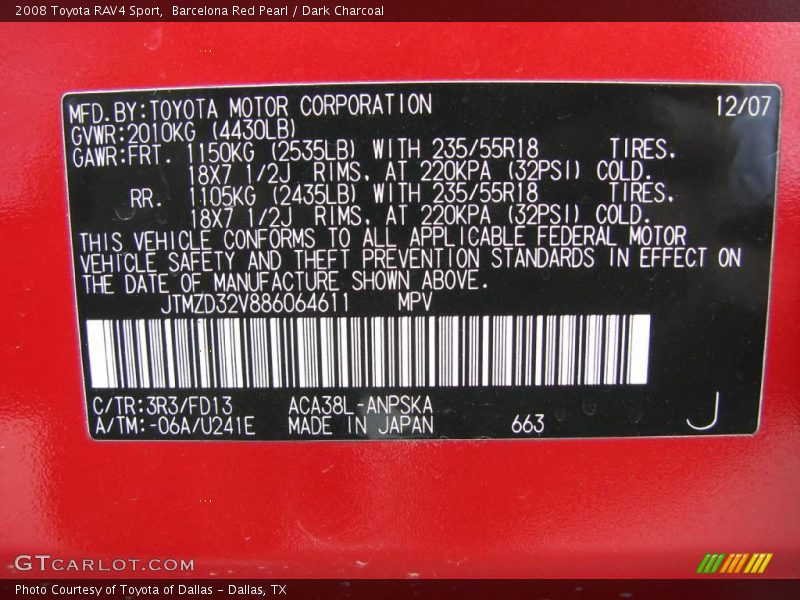 2008 Toyota RAV4 Sport,  Barcelona Red Pearl / Dark Charcoal
MFD.BY:TOYOTA MOTOR CORPORATION 12/07
GVWR:2010KG (4430LB)
GAWR:FRT. 1150KG (2535LB) WITH 235/55R18 TIRES,
18X7 1/2J RIMS, AT 220KPA (32PSI) COLD.
RR. 1105KG (2435LB) WITH 235/55R18 TIRES,
18X7 1/2J RIMS, AT 220KPA (32PSI) COLD.
THIS VEHICLE CONFORMS TO ALL APPLICABLE FEDERAL MOTOR
VEHICLE SAFETY AND THEFT PREVENTION STANDARDS IN EFFECT ON
THE DATE OF MANUFACTURE SHOWN ABOVE.
JTMZD32V886064611 MPV
C/TR:3R3/FD13 ACA38L-ANPSKA
A/TM:-06A/U241E MADE IN JAPAN 663 J
GTCARLOT.COM
Photo Courtesy of Toyota of Dallas - Dallas, TX